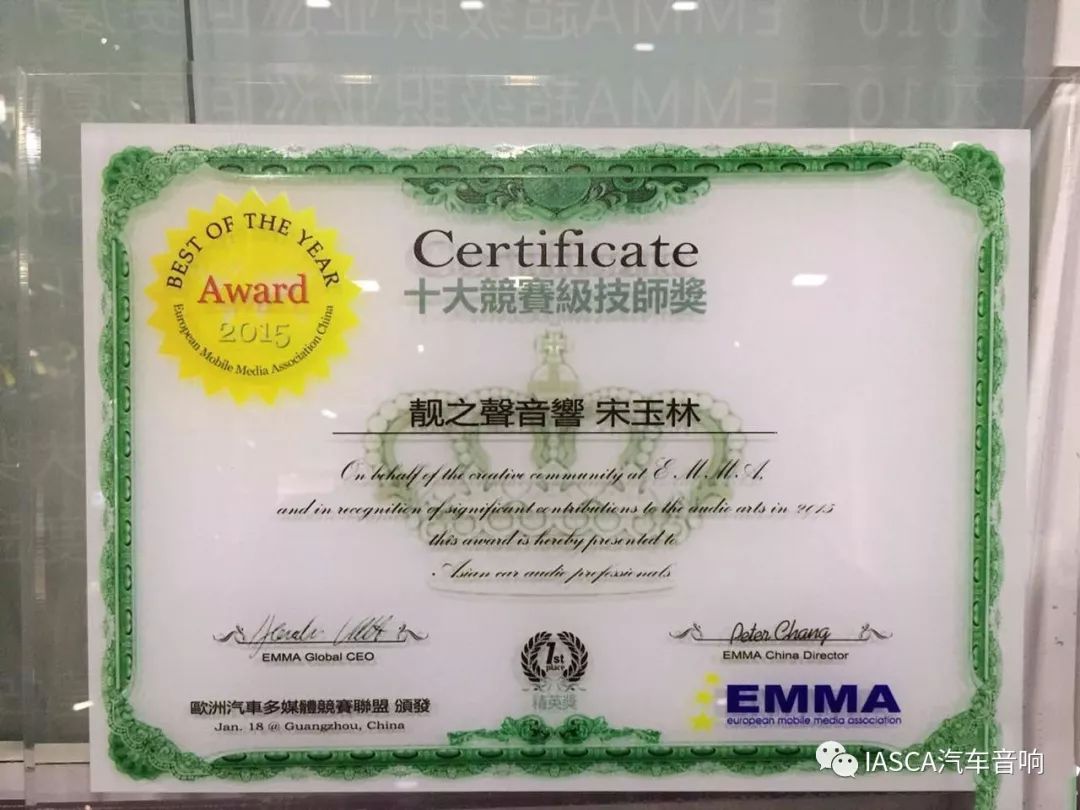 BEST OF THE YEAR
Award
2015
European Mobile Media Association China
Certificate
十大競賽級技師獎
靚之聲音響 宋玉林
On behalf of the creative community at E.M.M.A,
and in recognition of significant contributions to the audio arts in 2015
this award is hereby presented to
Asian car audio professionals
EMMA Global CEO
Peter Chang
EMMA China Director
1st
place
精英獎
歐洲汽車多媒體競賽聯盟 頒發
Jan. 18 @ Guangzhou, China
EMMA
european mobile media association
IASCA汽车音响